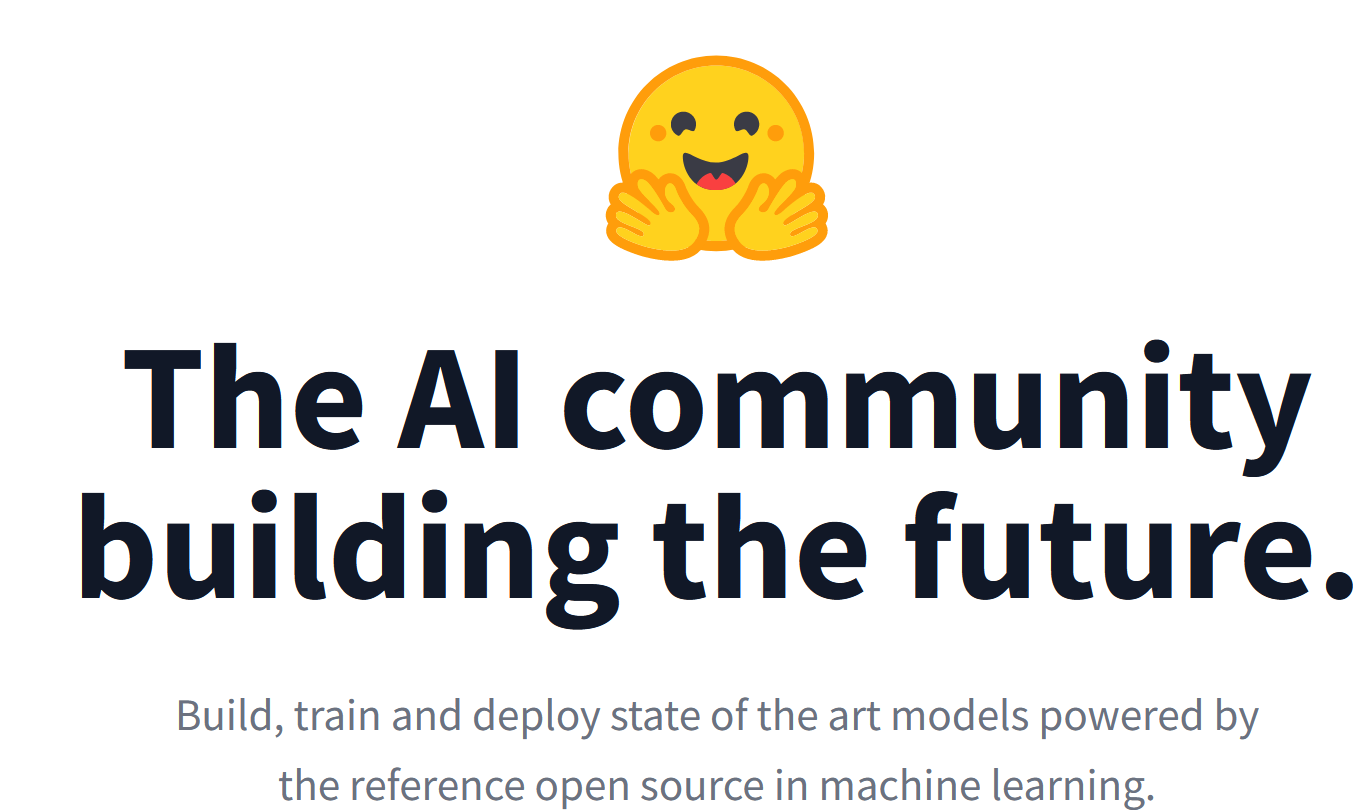 The AI community
building the future.
Build, train and deploy state of the art models powered by
the reference open source in machine learning.